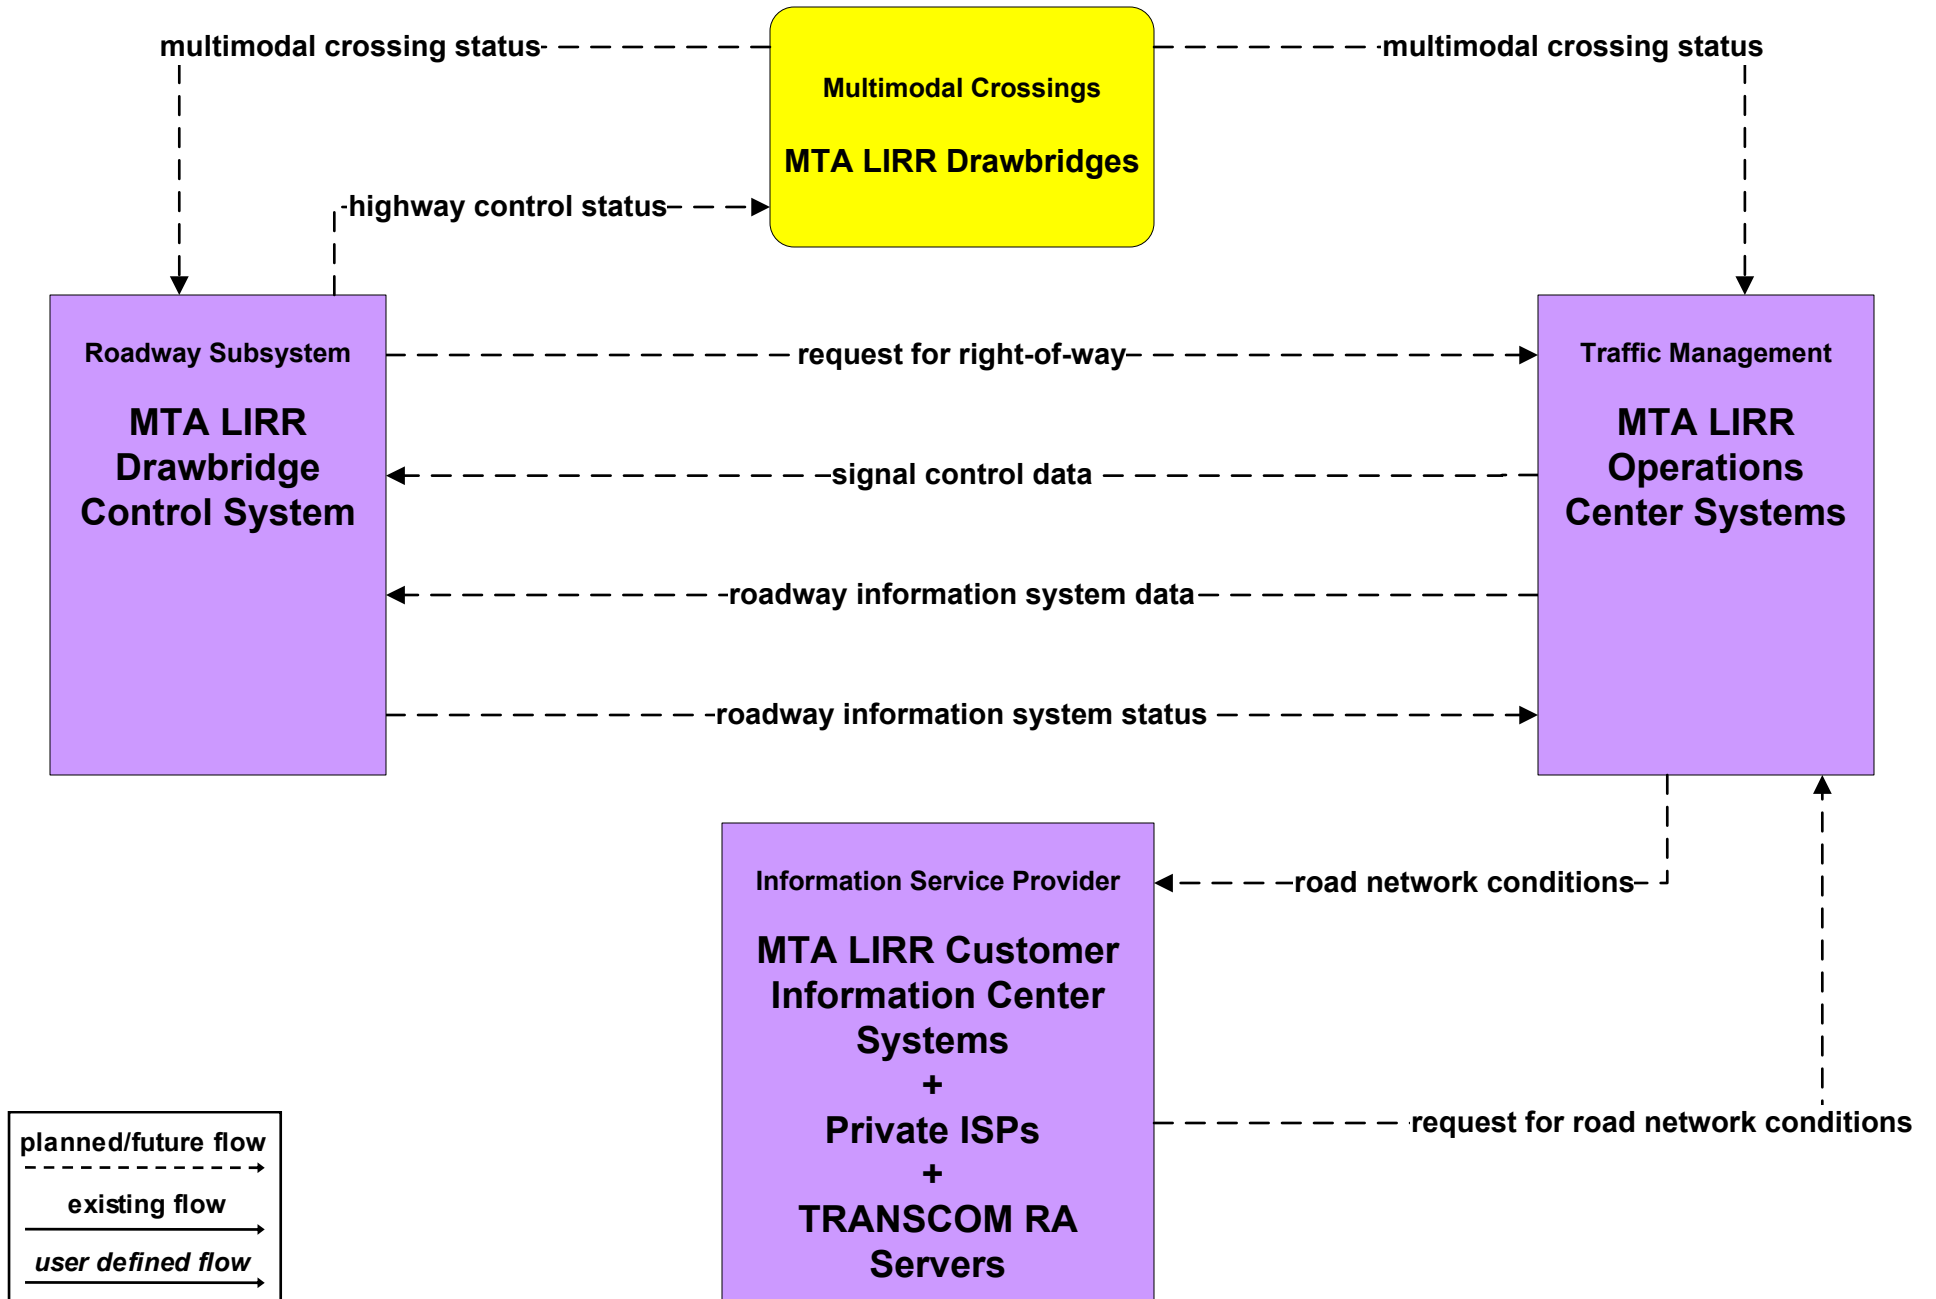 multimodal crossing status
multimodal crossing status
Multimodal Crossings
MTA LIRR Drawbridges
highway control status
Roadway Subsystem
MTA LIRR
Drawbridge
Control System
request for right-of-way
signal control data
roadway information system data
roadway information system status
Traffic Management
MTA LIRR
Operations
Center Systems
Information Service Provider
MTA LIRR Customer
Information Center
Systems
+
Private ISPs
+
TRANSCOM RA
Servers
road network conditions
request for road network conditions
planned/future flow
existing flow
user defined flow